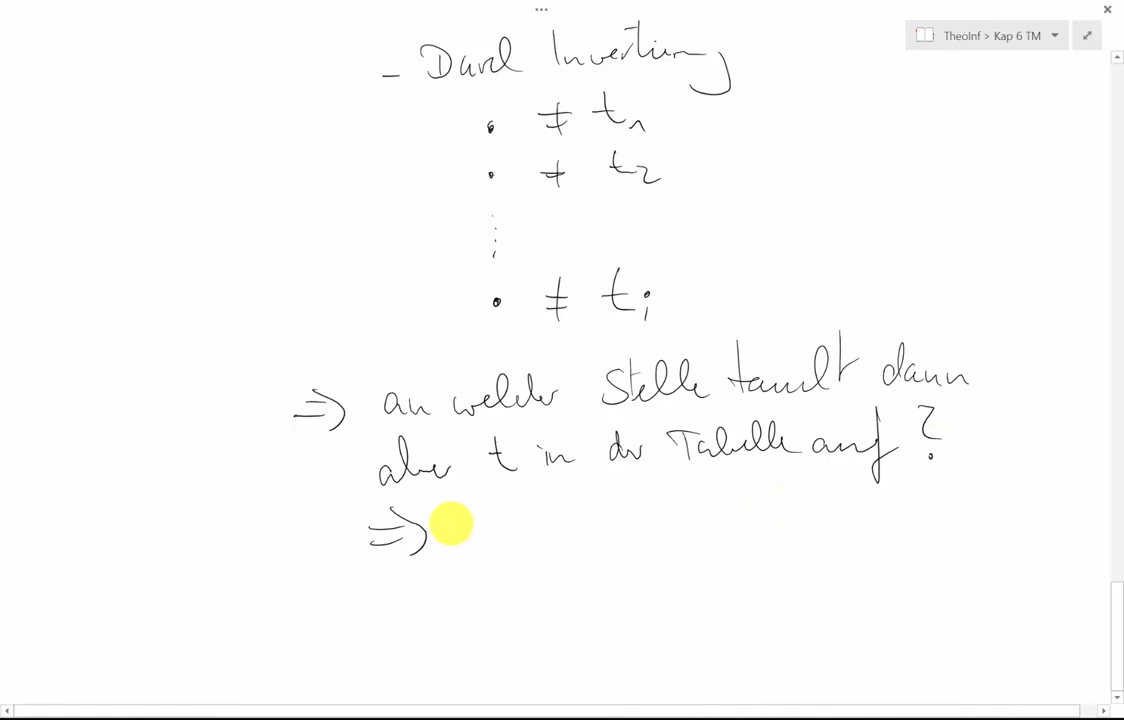 TheoInf > Kap 6 TM
- Durch Invertierung
· ≠ t1
· ≠ t2
· ≠ ti
⇒ an welcher Stelle taucht dann
aber t in der Tabelle auf?
⇒